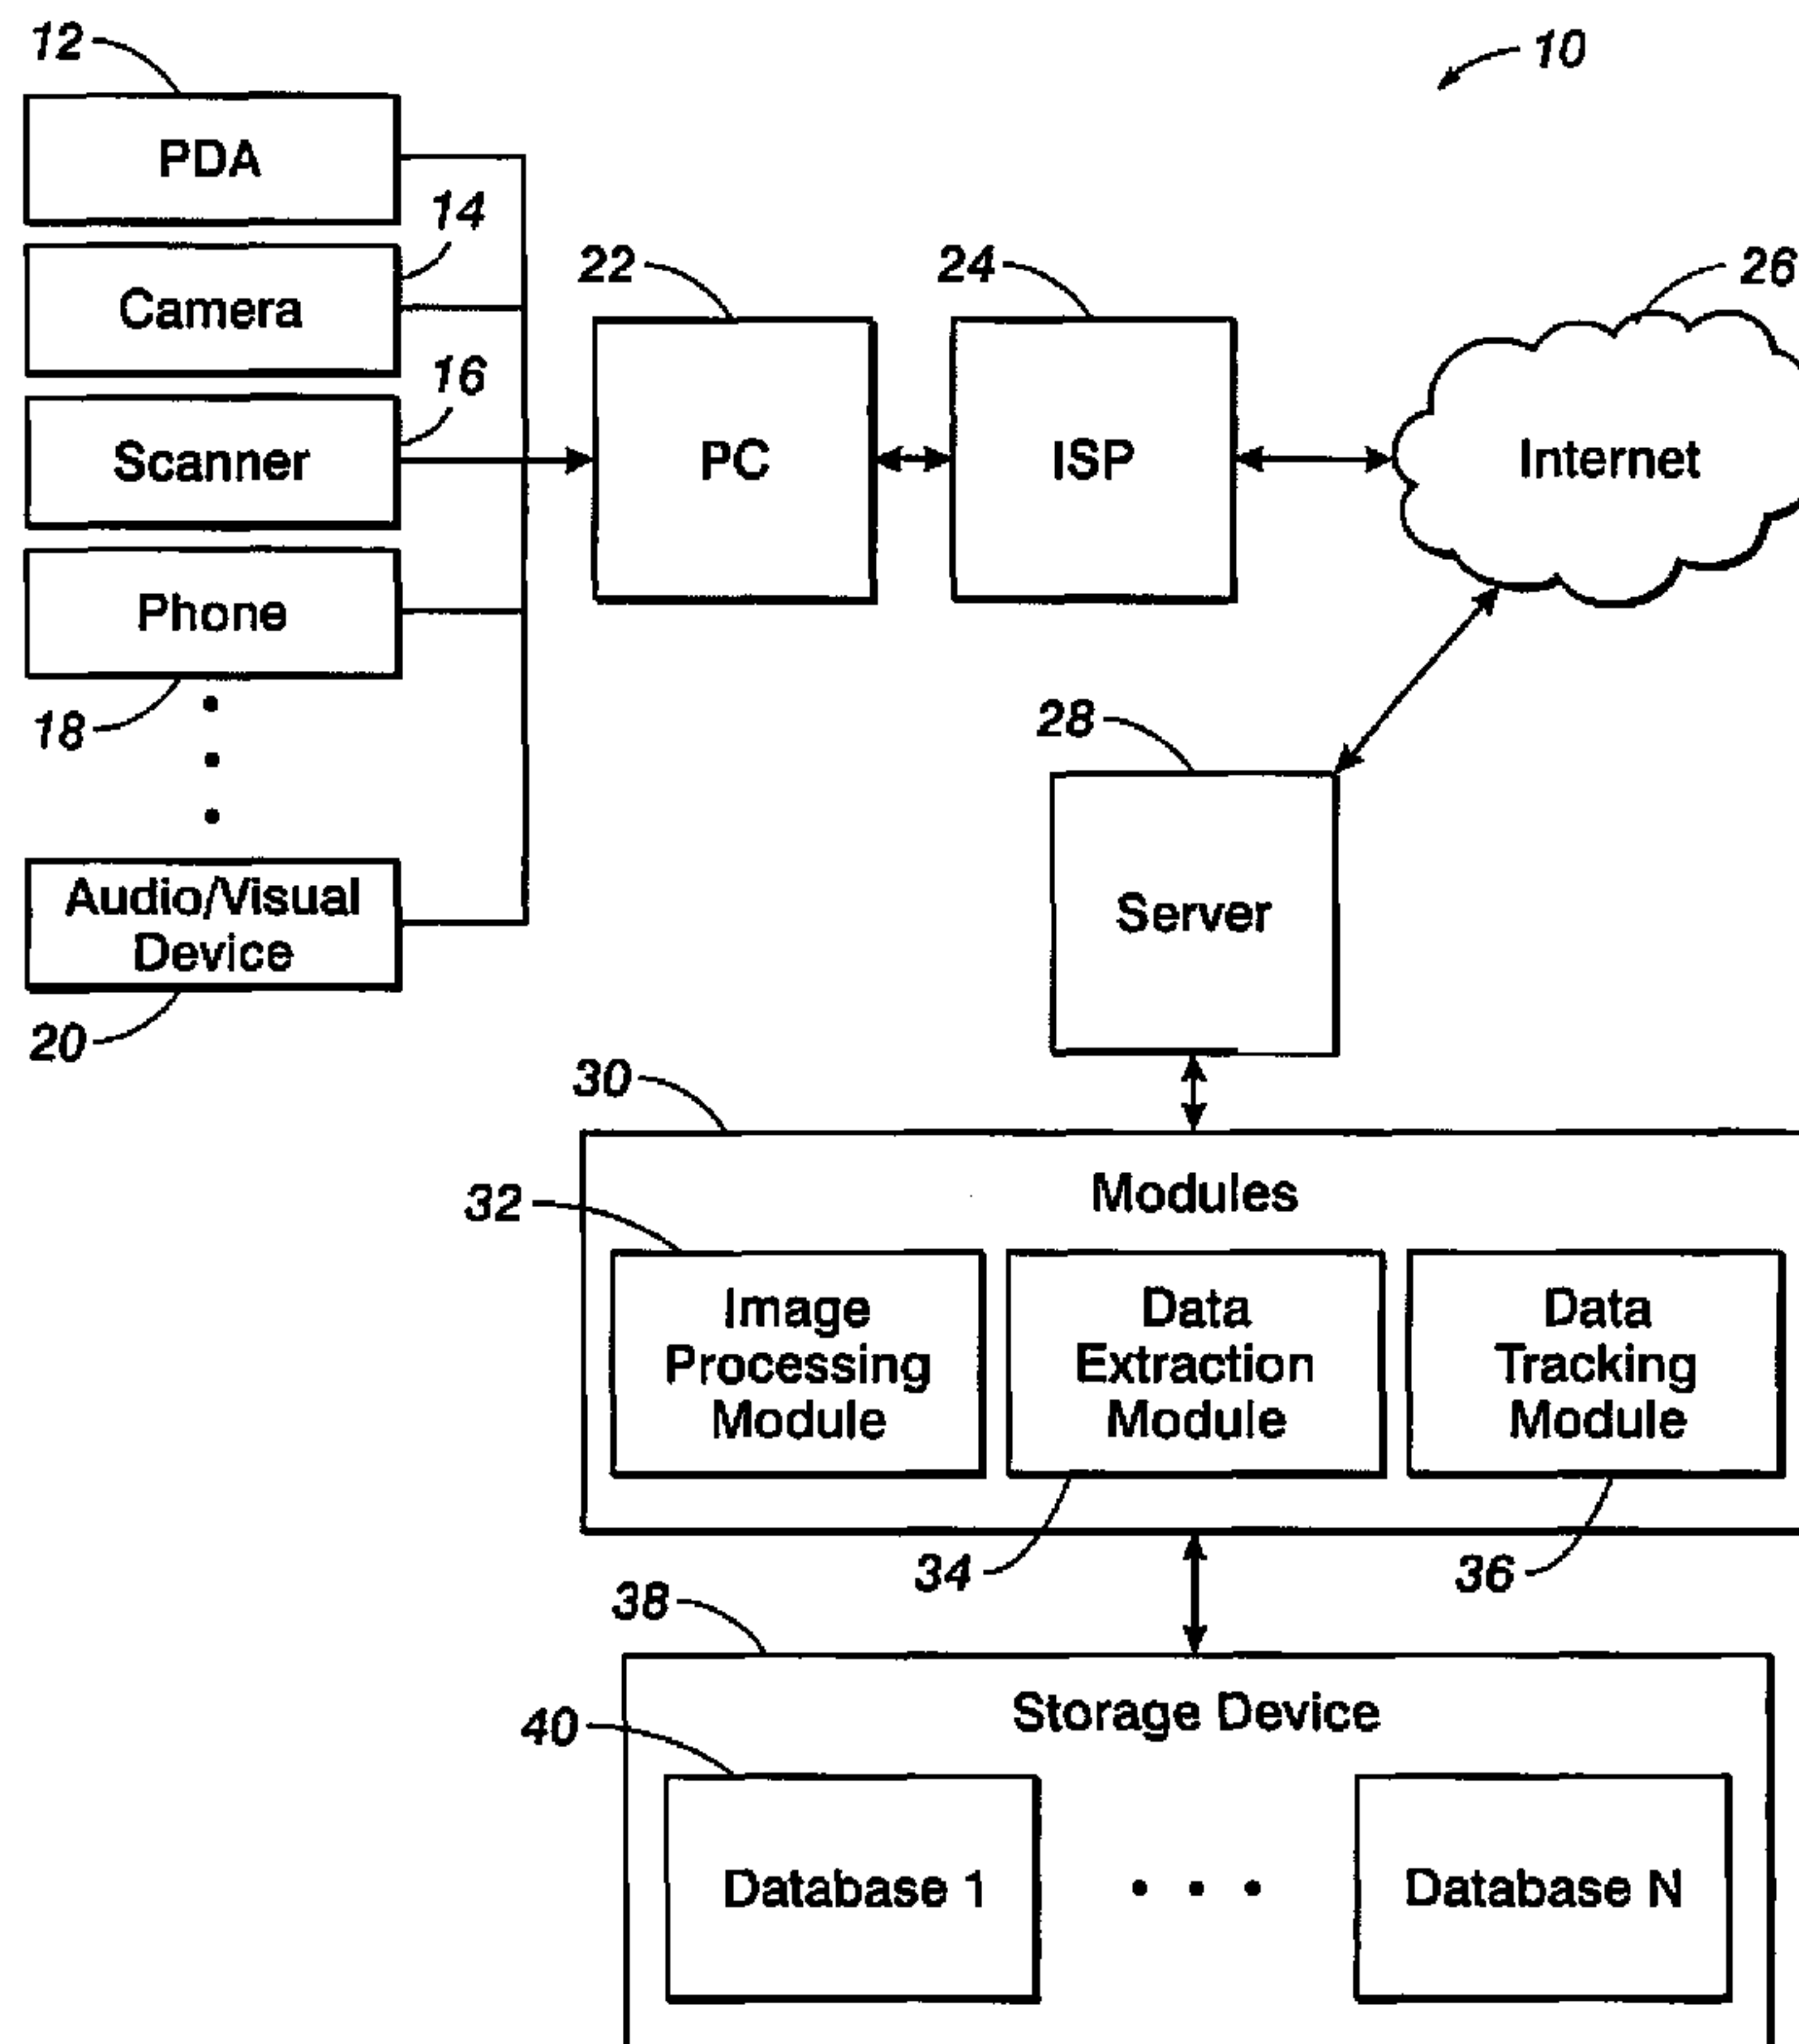 12
10
PDA
14
Camera
22
24
26
16
Scanner
PC
ISP
Internet
Phone
18
28
Audio/Visual
Device
Server
20
30
Modules
32
Image
Processing
Module
Data
Extraction
Module
Data
Tracking
Module
34
36
38
Storage Device
40
Database 1
Database N